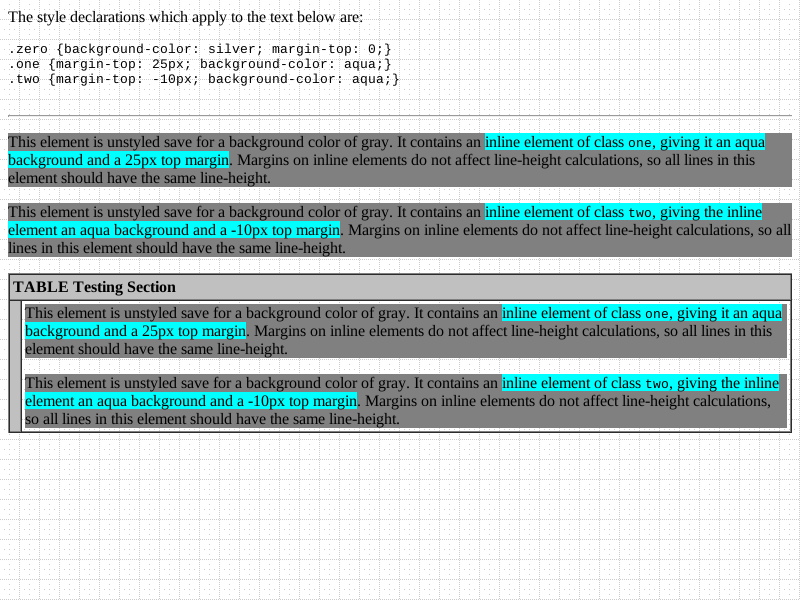 The style declarations which apply to the text below are:
.zero {background-color: silver; margin-top: 0;}
.one {margin-top: 25px; background-color: aqua;}
.two {margin-top: -10px; background-color: aqua;}
This element is unstyled save for a background color of gray. It contains an inline element of class one, giving it an aqua
background and a 25px top margin. Margins on inline elements do not affect line-height calculations, so all lines in this
element should have the same line-height.
This element is unstyled save for a background color of gray. It contains an inline element of class two, giving the inline
element an aqua background and a -10px top margin. Margins on inline elements do not affect line-height calculations, so all
lines in this element should have the same line-height.
TABLE Testing Section
This element is unstyled save for a background color of gray. It contains an inline element of class one, giving it an aqua
background and a 25px top margin. Margins on inline elements do not affect line-height calculations, so all lines in this
element should have the same line-height.
This element is unstyled save for a background color of gray. It contains an inline element of class two, giving the inline
element an aqua background and a -10px top margin. Margins on inline elements do not affect line-height calculations,
so all lines in this element should have the same line-height.